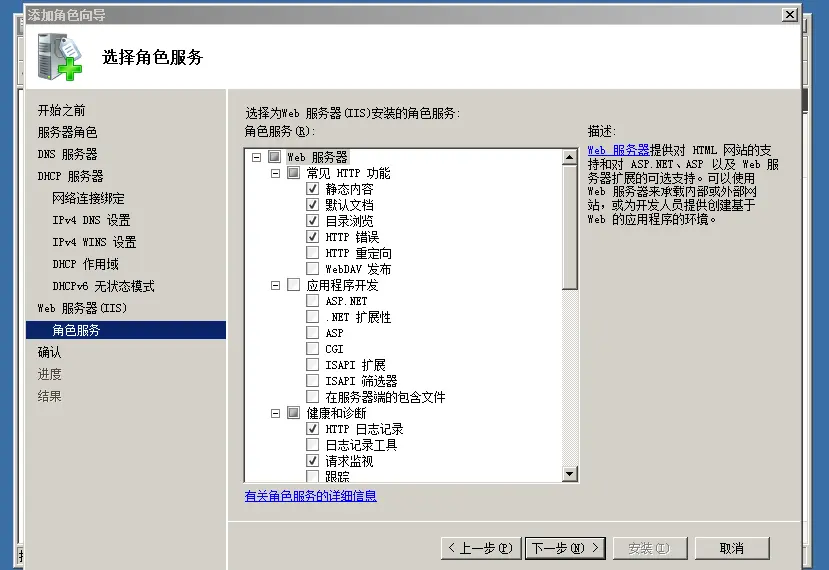 添加角色向导
选择角色服务
开始之前
服务器角色
DNS 服务器
DHCP 服务器
网络连接绑定
IPv4 DNS 设置
IPv4 WINS 设置
DHCP 作用域
DHCPv6 无状态模式
Web 服务器(IIS)
角色服务
确认
进度
结果
选择为Web 服务器(IIS)安装的角色服务:
角色服务(R):
Web 服务器
常见 HTTP 功能
静态内容
默认文档
目录浏览
HTTP 错误
HTTP 重定向
WebDAV 发布
应用程序开发
ASP.NET
.NET 扩展性
ASP
CGI
ISAPI 扩展
ISAPI 筛选器
在服务器端的包含文件
健康和诊断
HTTP 日志记录
日志记录工具
请求监视
跟踪
有关角色服务的详细信息
描述:
Web 服务器提供对 HTML 网站的支
持和对 ASP.NET、ASP 以及 Web 服
务器扩展的可选支持。可以使用
Web 服务器来承载内部或外部网
站，或为开发人员提供创建基于
Web 的应用程序的环境。
< 上一步(P)
下一步(N) >
安装(I)
取消